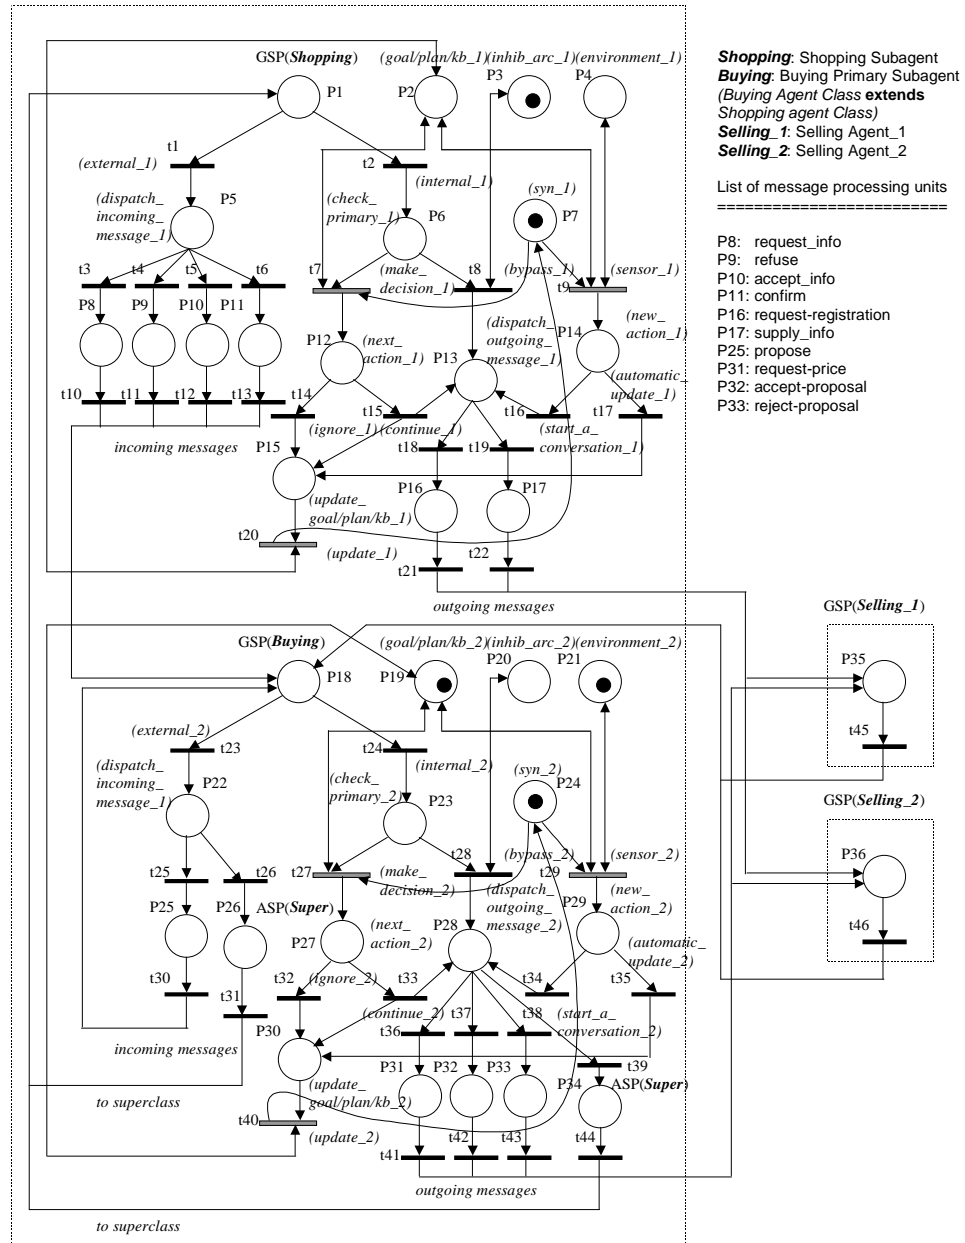 GSP(Shopping)
(goal/plan/kb_1)(inhib_arc_1)(environment_1)
P1
P2
P3
P4
Shopping: Shopping Subagent
Buying: Buying Primary Subagent
(Buying Agent Class extends
Shopping agent Class)
Selling_1: Selling Agent_1
Selling_2: Selling Agent_2
List of message processing units
=========================
P8: request_info
P9: refuse
P10: accept_info
P11: confirm
P16: request-registration
P17: supply_info
P25: propose
P31: request-price
P32: accept-proposal
P33: reject-proposal
t1
(external_1)
t2
(internal_1)
(dispatch_
incoming_
message_1)
P5
(check_
primary_1)
P6
(syn_1)
P7
t3
t4
t5
t6
t7
(make_
decision_1)
t8
(bypass_1)
t9
(sensor_1)
P8
P9
P10
P11
P12
(next_
action_1)
(dispatch_
outgoing_
message_1)
P13
P14
(new_
action_1)
(automatic_
update_1)
t10
t11
t12
t13
t14
t15
t16
t17
incoming messages
(ignore_1)
(continue_1)
(start_a_
conversation_1)
P15
t18
t19
P16
P17
(update_
goal/plan/kb_1)
t20
(update_1)
t21
t22
outgoing messages
GSP(Selling_1)
P35
t45
GSP(Selling_2)
P36
t46
GSP(Buying)
(goal/plan/kb_2)(inhib_arc_2)(environment_2)
P18
P19
P20
P21
(external_2)
t23
t24
(internal_2)
(dispatch_
incoming_
message_1)
P22
(check_
primary_2)
P23
(syn_2)
P24
t25
t26
t27
(make_
decision_2)
t28
(bypass_2)
t29
(sensor_2)
P25
P26
ASP(Super)
P27
(next_
action_2)
(dispatch_
outgoing_
message_2)
P28
P29
(new_
action_2)
(automatic_
update_2)
t30
t31
t32
(ignore_2)
t33
t34
t35
(continue_2)
(start_a_
conversation_2)
incoming messages
P30
t36
t37
t38
t39
P31
P32
P33
P34
ASP(Super)
to superclass
(update_
goal/plan/kb_2)
t40
(update_2)
t41
t42
t43
t44
outgoing messages
to superclass